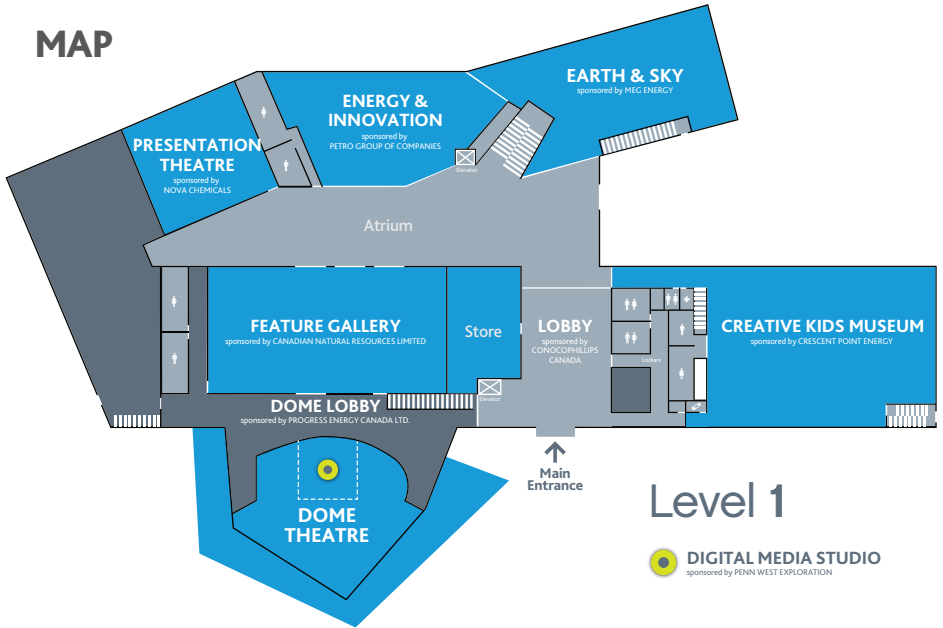 MAP
EARTH & SKY
sponsored by MEG ENERGY
ENERGY &
INNOVATION
sponsored by
PETRO GROUP OF COMPANIES
Elevator
PRESENTATION
THEATRE
sponsored by
NOVA CHEMICALS
Atrium
FEATURE GALLERY
sponsored by CANADIAN NATURAL RESOURCES LIMITED
Store
LOBBY
sponsored by
CONOCOPHILLIPS
CANADA
Lockers
CREATIVE KIDS MUSEUM
sponsored by CRESCENT POINT ENERGY
Elevator
DOME LOBBY
sponsored by PROGRESS ENERGY CANADA LTD.
Main
Entrance
DOME
THEATRE
Level 1
DIGITAL MEDIA STUDIO
sponsored by PENN WEST EXPLORATION